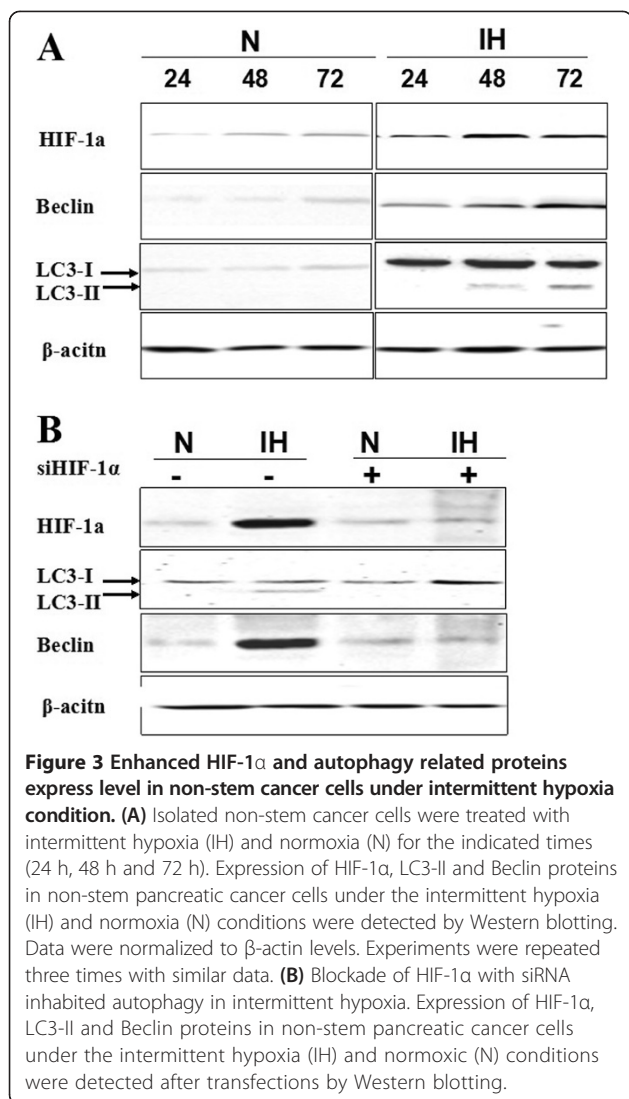 A
N IH
24 48 72 24 48 72
HIF-1a
Beclin
LC3-I
LC3-II
β-acitn
B
N IH N IH
siHIF-1α - - + +
HIF-1a
LC3-I
LC3-II
Beclin
β-acitn
Figure 3 Enhanced HIF-1α and autophagy related proteins
express level in non-stem cancer cells under intermittent hypoxia
condition. (A) Isolated non-stem cancer cells were treated with
intermittent hypoxia (IH) and normoxia (N) for the indicated times
(24 h, 48 h and 72 h). Expression of HIF-1α, LC3-II and Beclin proteins
in non-stem pancreatic cancer cells under the intermittent hypoxia
(IH) and normoxia (N) conditions were detected by Western blotting.
Data were normalized to β-actin levels. Experiments were repeated
three times with similar data. (B) Blockade of HIF-1α with siRNA
inhabited autophagy in intermittent hypoxia. Expression of HIF-1α,
LC3-II and Beclin proteins in non-stem pancreatic cancer cells
under the intermittent hypoxia (IH) and normoxic (N) conditions
were detected after transfections by Western blotting.